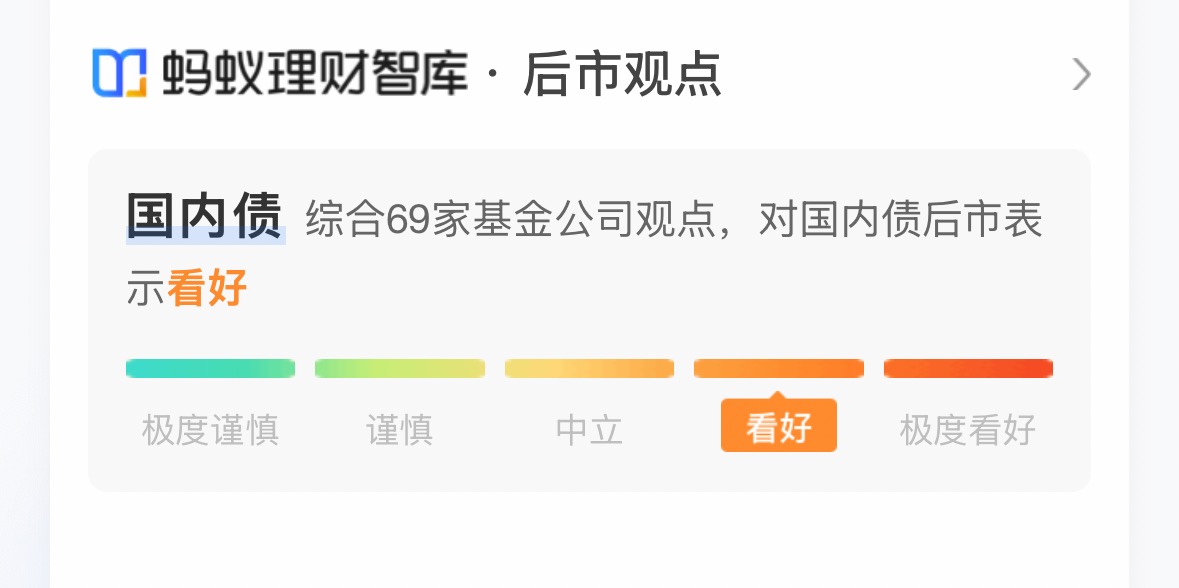 蚂蚁理财智库 · 后市观点
国内债 综合69家基金公司观点，对国内债后市表
示看好
极度谨慎 谨慎 中立 看好 极度看好